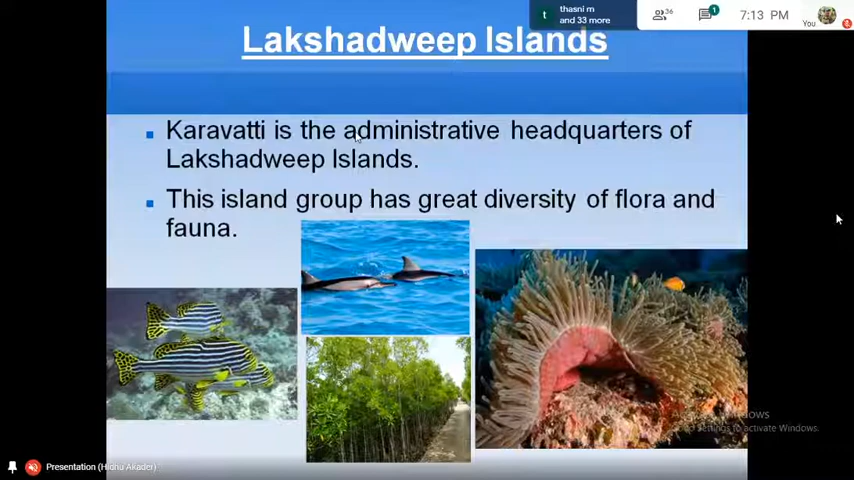 thasni m
and 33 more
t
36
1
7:13 PM
You
Lakshadweep Islands
Karavatti is the administrative headquarters of
Lakshadweep Islands.
This island group has great diversity of flora and
fauna.
Activate Windows
Go to Settings to activate Windows.
Presentation (Hichu Akader)